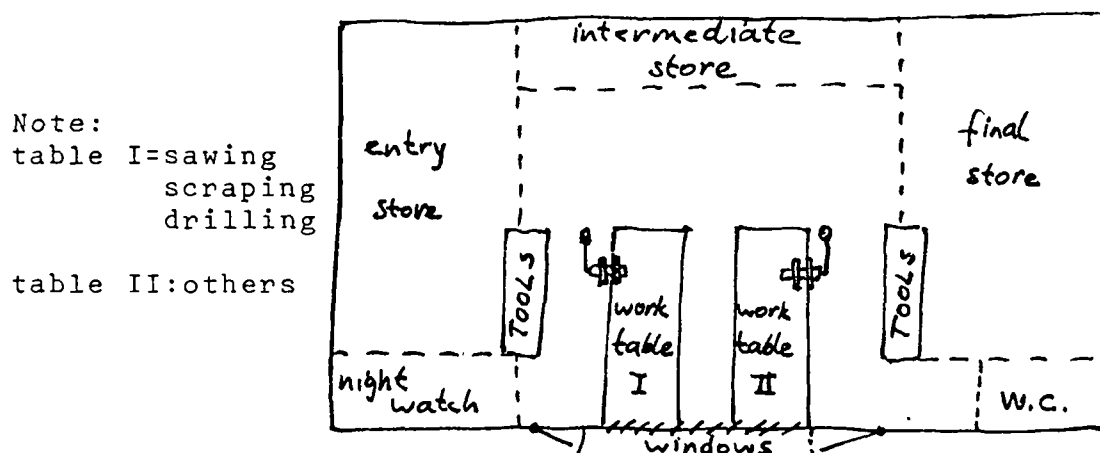 intermediate
store
Note:
table I=sawing
scraping
drilling
table II:others
entry
store
final
store
TOOLS
work
table
I
work
table
II
TOOLS
night
watch
W.C.
windows